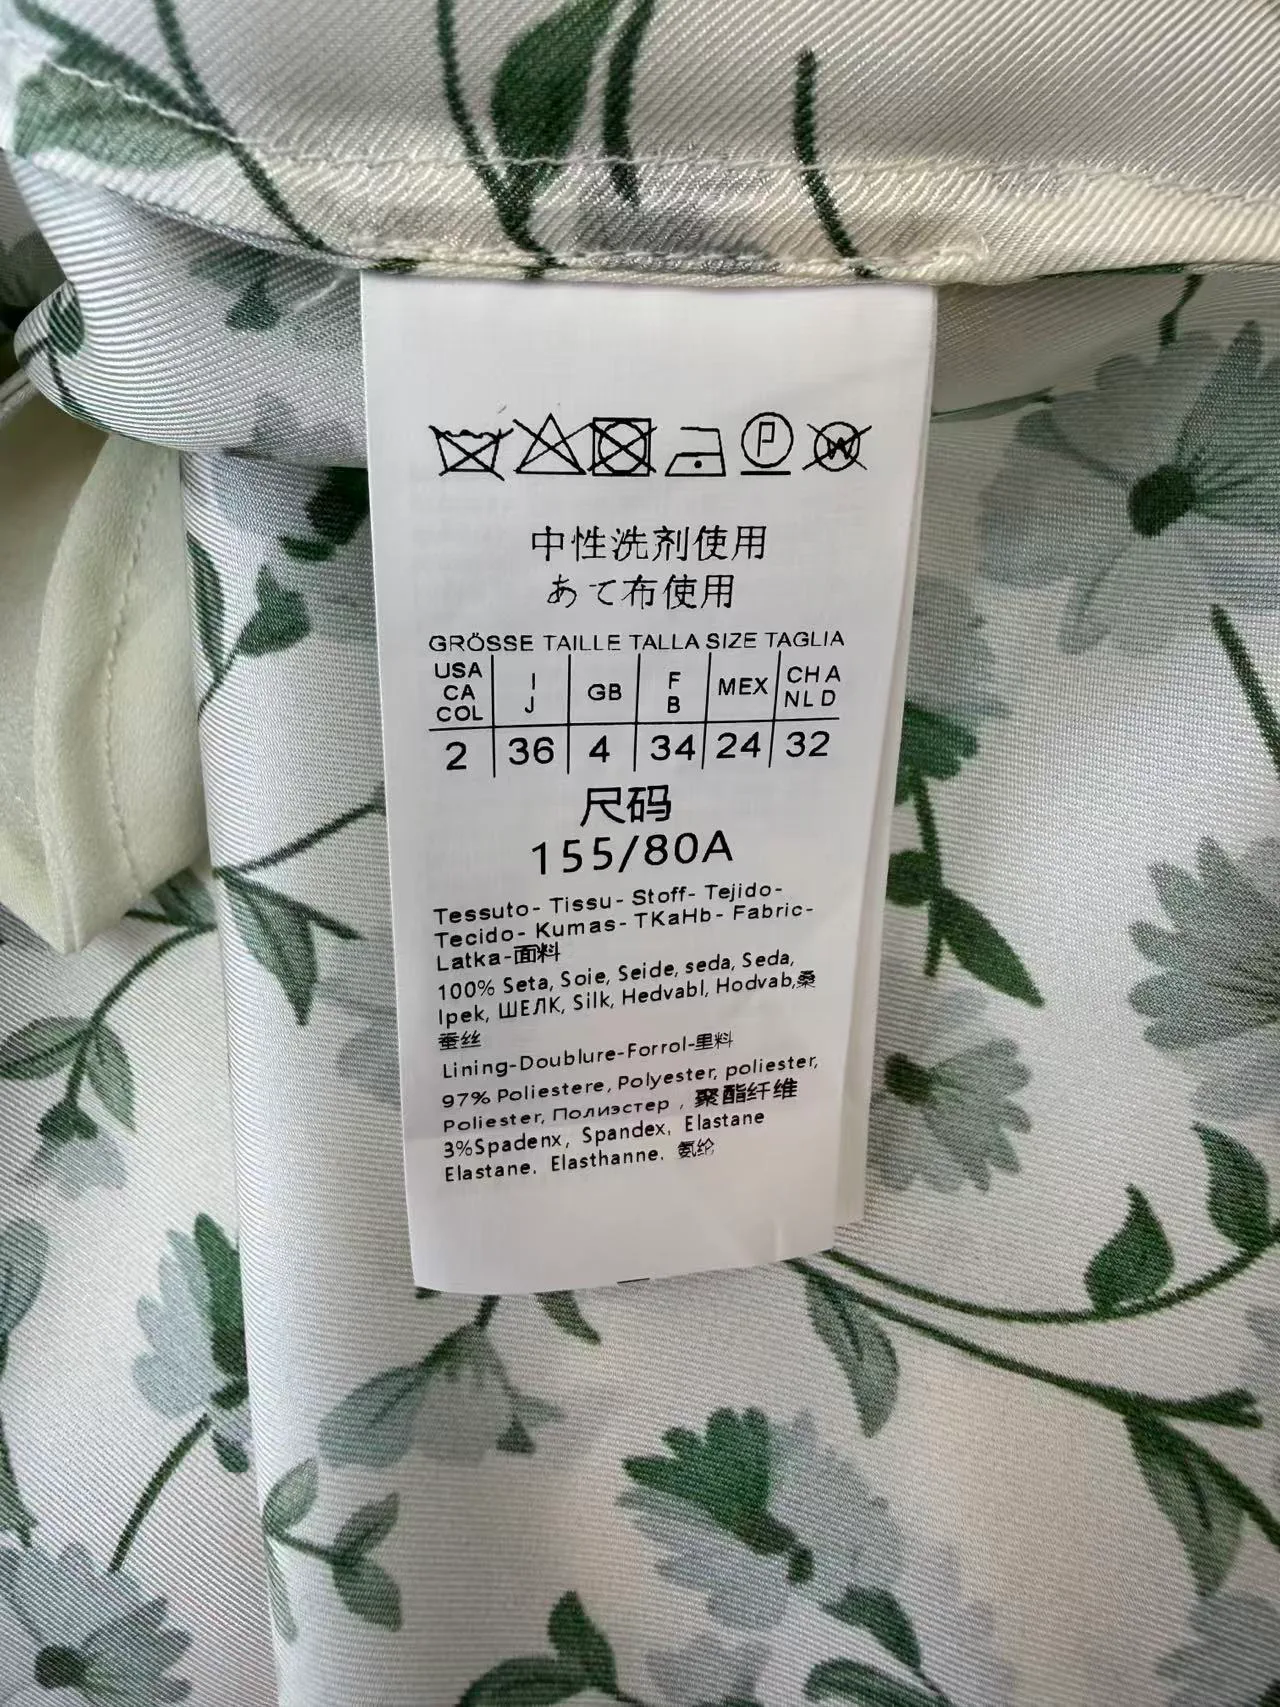 P W
中性洗剤使用
あて布使用
GRÖSSE TAILLE TALLA SIZE TAGLIA
USA CA COL I J GB F B MEX CH A NL D
2 36 4 34 24 32
尺码
155/80A
Tessuto- Tissu- Stoff- Tejido-
Tecido- Kumas- TKaHb- Fabric-
Latka-面料
100% Seta, Soie, Seide, seda, Seda,
Ipek, ШЕЛК, Silk, Hedvabl, Hodvab,桑
蚕丝
Lining-Doublure-Forrol-里料
97% Poliestere, Polyester, poliester,
Poliester, Полиэстер , 聚酯纤维
3%Spadenx, Spandex, Elastane
Elastane. Elasthanne. 氨纶